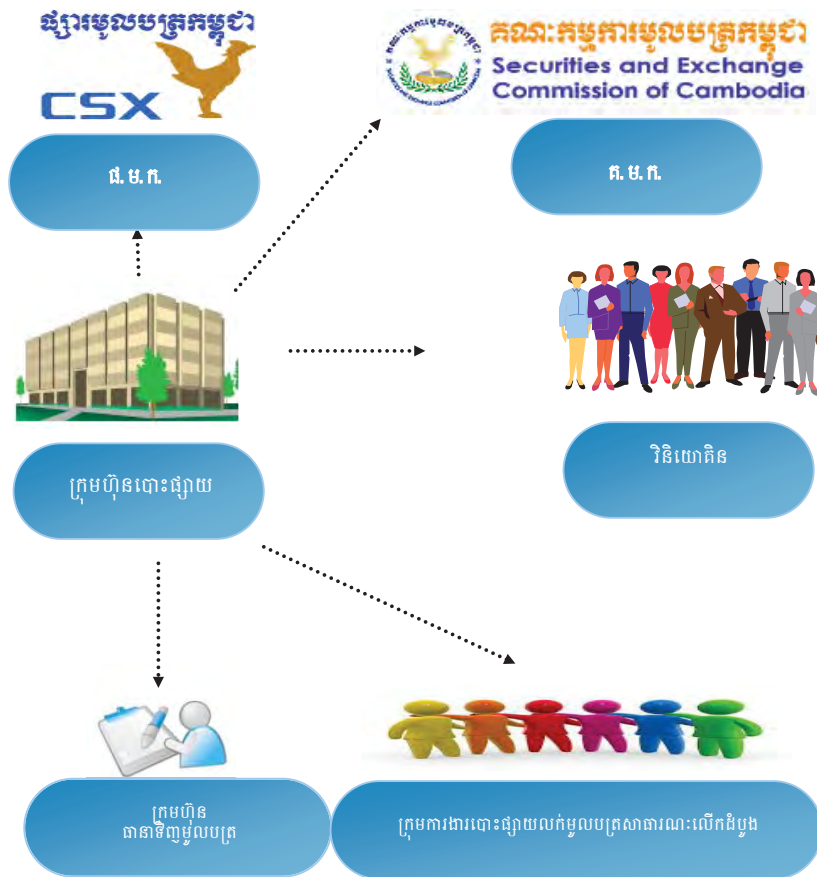 ផ្សារមូលបត្រកម្ពុជា
CSX
គណៈកម្មការមូលបត្រកម្ពុជា
Securities and Exchange
Commission of Cambodia
ផ.ម.ក.
គ.ម.ក.
ក្រុមហ៊ុនបោះផ្សាយ
វិនិយោគិន
ក្រុមហ៊ុន
ធានាទិញមូលបត្រ
ក្រុមការងារបោះផ្សាយលក់មូលបត្រសាធារណៈលើកដំបូង